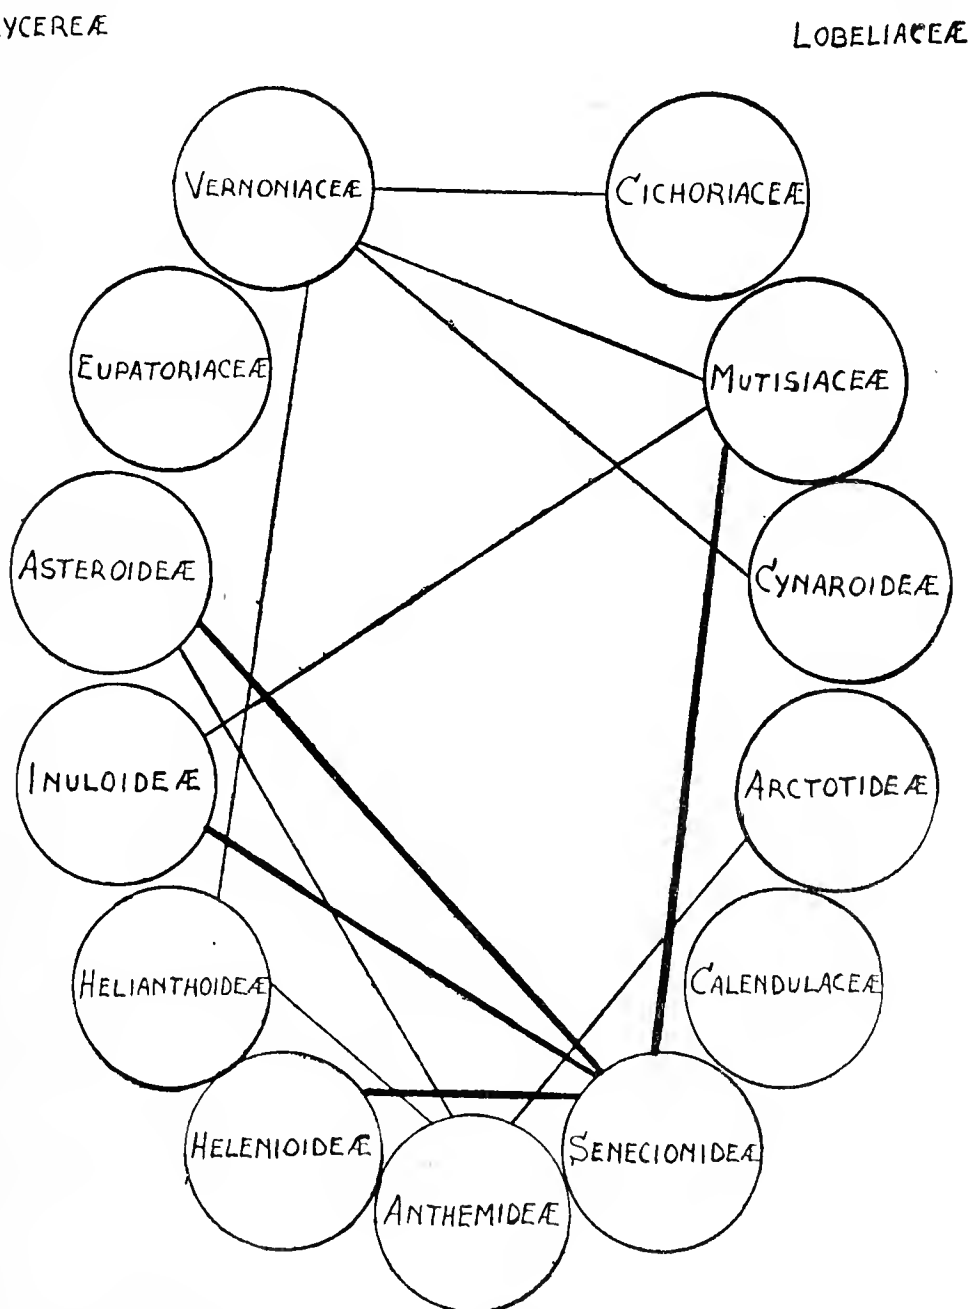 YCEREÆ
LOBELIACEÆ
VERNONIACEÆ
CICHORIACEÆ
EUPATORIACEÆ
MUTISIACEÆ
ASTEROIDEÆ
CYNAROIDEÆ
INULOIDEÆ
ARCTOTIDEÆ
HELIANTHOIDEÆ
CALENDULACEÆ
HELENIOIDEÆ
SENECIONIDEÆ
ANTHEMIDEÆ